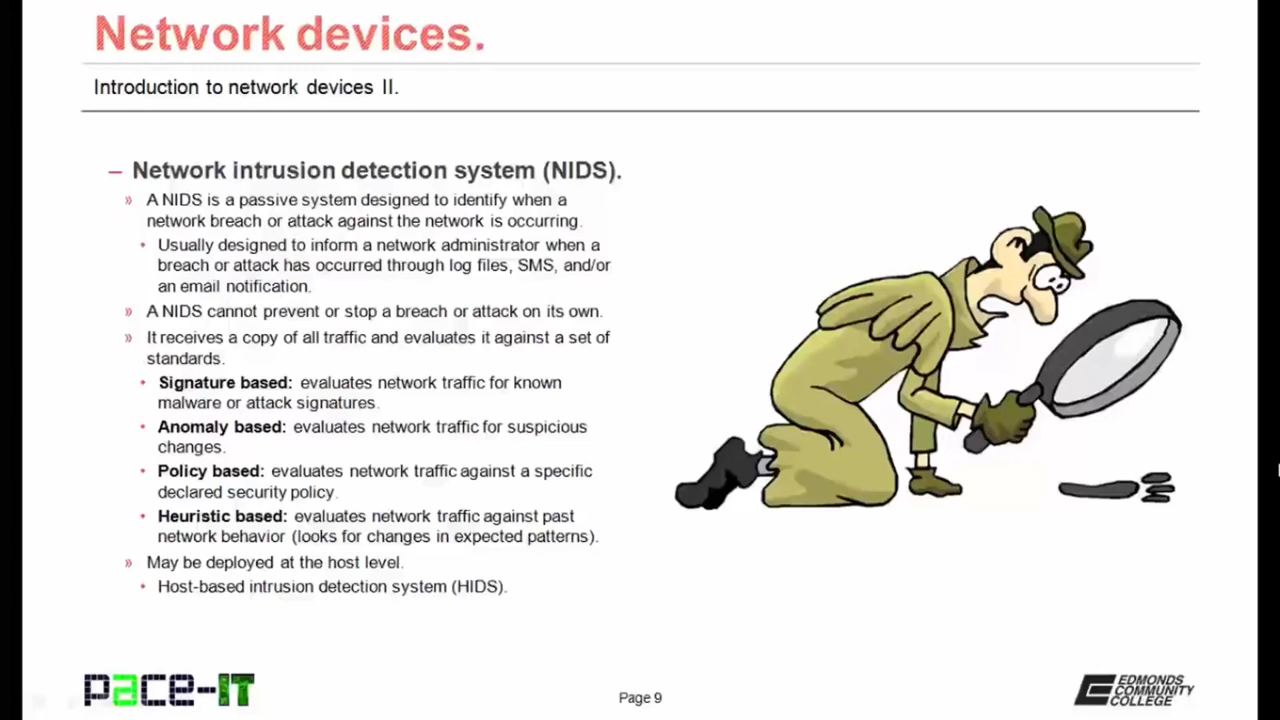 Network devices.
Introduction to network devices II.
– Network intrusion detection system (NIDS).
» A NIDS is a passive system designed to identify when a
network breach or attack against the network is occurring.
• Usually designed to inform a network administrator when a
breach or attack has occurred through log files, SMS, and/or
an email notification.
» A NIDS cannot prevent or stop a breach or attack on its own.
» It receives a copy of all traffic and evaluates it against a set of
standards.
• Signature based: evaluates network traffic for known
malware or attack signatures.
• Anomaly based: evaluates network traffic for suspicious
changes.
• Policy based: evaluates network traffic against a specific
declared security policy.
• Heuristic based: evaluates network traffic against past
network behavior (looks for changes in expected patterns).
» May be deployed at the host level.
• Host-based intrusion detection system (HIDS).
pace-IT
Page 9
EDMONDS
COMMUNITY
COLLEGE